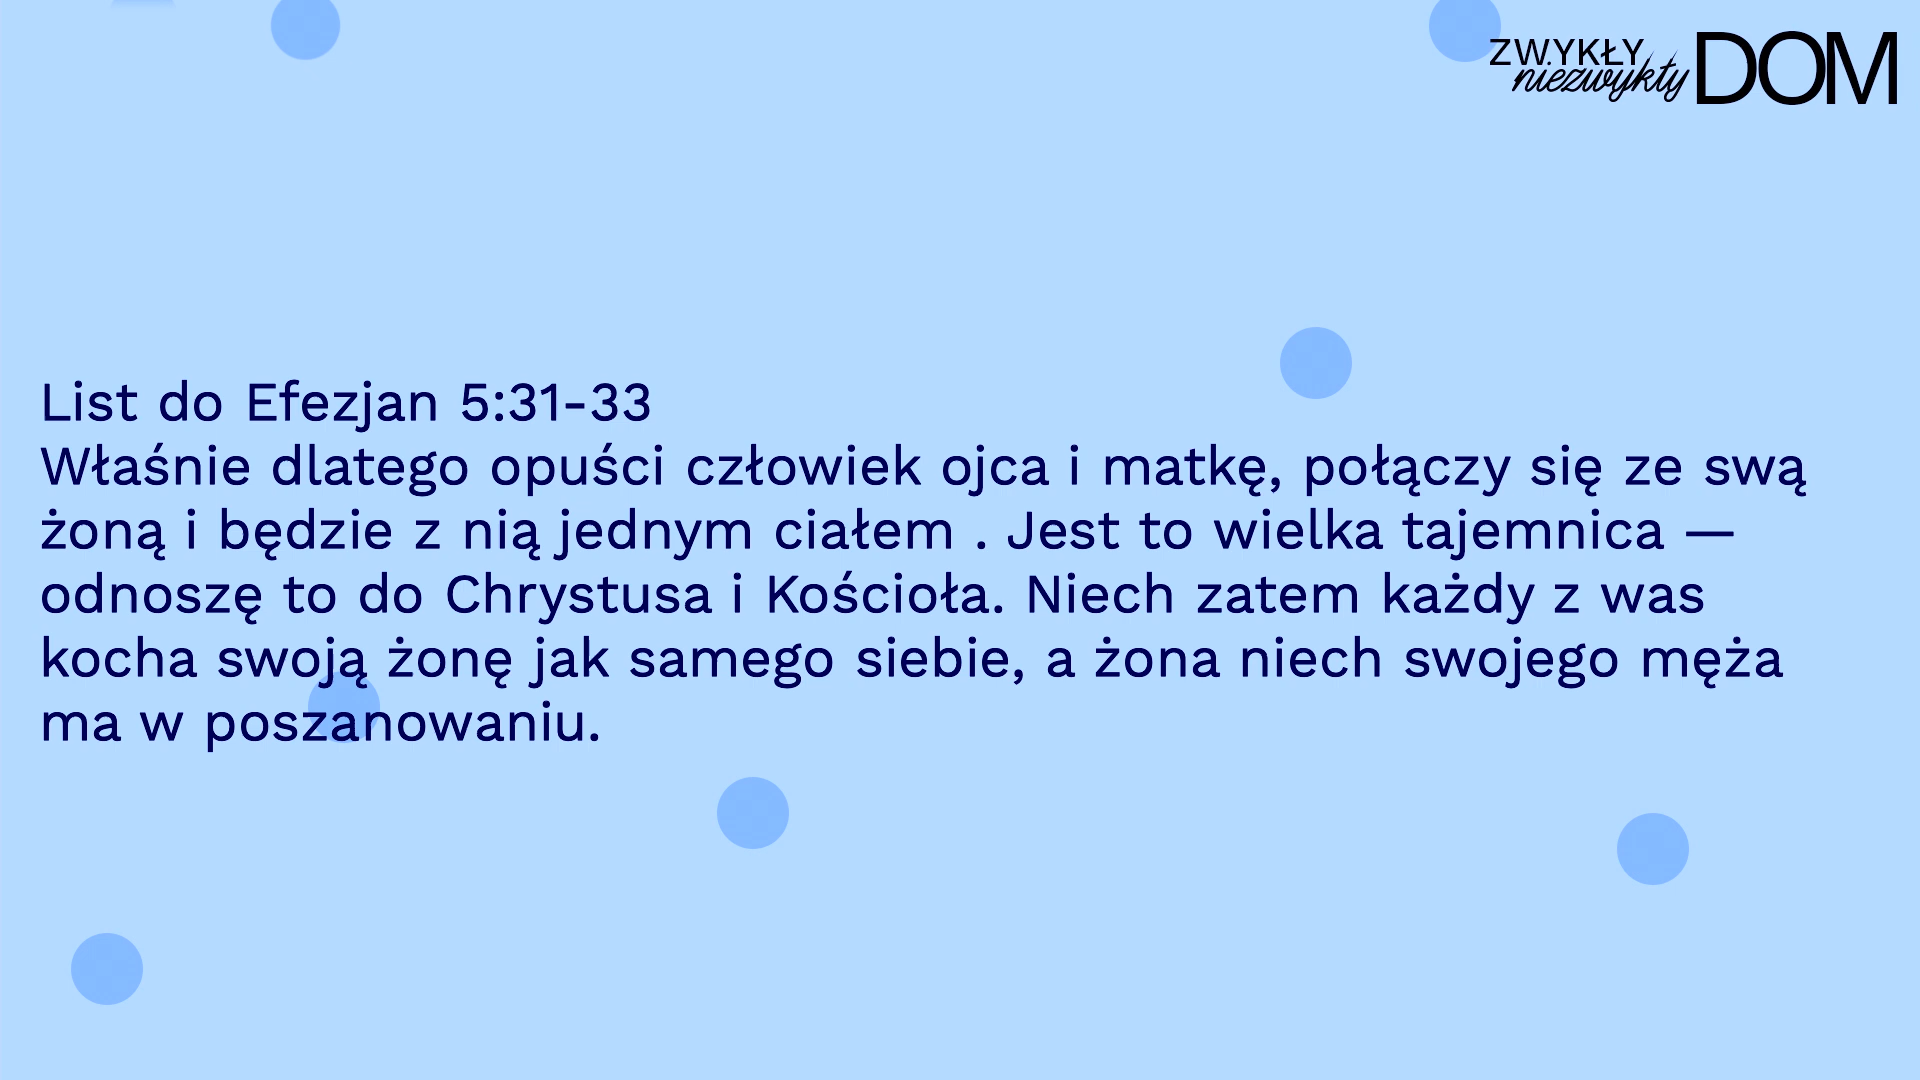 ZWYKŁY
niezwykły DOM
List do Efezjan 5:31-33
Właśnie dlatego opuści człowiek ojca i matkę, połączy się ze swą
żoną i będzie z nią jednym ciałem . Jest to wielka tajemnica —
odnoszę to do Chrystusa i Kościoła. Niech zatem każdy z was
kocha swoją żonę jak samego siebie, a żona niech swojego męża
ma w poszanowaniu.